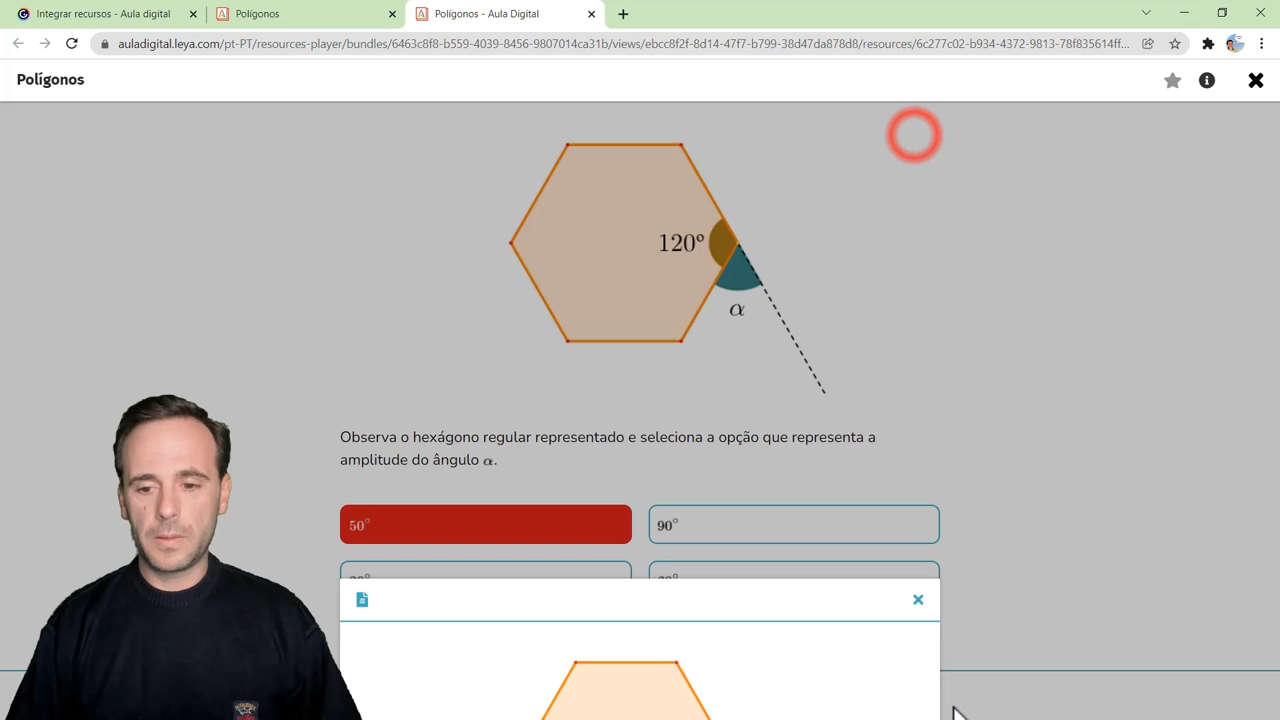 Integrar recursos - Aula digital
Polígonos
Polígonos - Aula Digital
auladigital.leya.com/pt-PT/resources-player/bundles/6463c8f8-b559-4039-9156-9807014ca31b/views/ebcc8f2f-8d14-47f7-b799-38d47da878d8/resources/6c277c02-b934-4372-9813-78f835614ff...
Polígonos
120º
α
Observa o hexágono regular representado e seleciona a opção que representa a
amplitude do ângulo α.
50°
90°